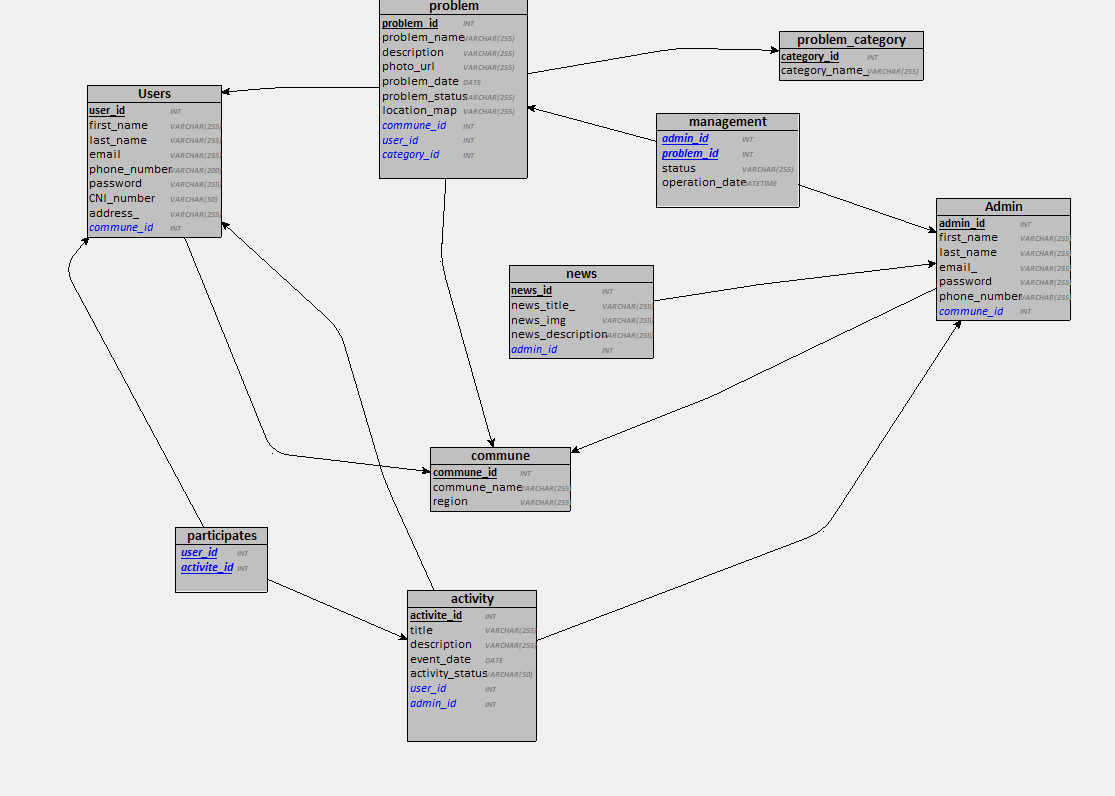 problem
problem_id INT
problem_name VARCHAR(255)
description VARCHAR(255)
photo_url VARCHAR(255)
problem_date DATE
problem_status VARCHAR(255)
location_map VARCHAR(255)
commune_id INT
user_id INT
category_id INT
problem_category
category_id INT
category_name_ VARCHAR(255)
Users
user_id INT
first_name VARCHAR(255)
last_name VARCHAR(255)
email VARCHAR(255)
phone_number VARCHAR(200)
password VARCHAR(255)
CNI_number VARCHAR(50)
address_ VARCHAR(255)
commune_id INT
management
admin_id INT
problem_id INT
status VARCHAR(255)
operation_date DATETIME
Admin
admin_id INT
first_name VARCHAR(255)
last_name VARCHAR(255)
email_ VARCHAR(255)
password VARCHAR(255)
phone_number VARCHAR(255)
commune_id INT
news
news_id INT
news_title_ VARCHAR(255)
news_img VARCHAR(255)
news_description VARCHAR(255)
admin_id INT
commune
commune_id INT
commune_name VARCHAR(255)
region VARCHAR(255)
participates
user_id INT
activite_id INT
activity
activite_id INT
title VARCHAR(255)
description VARCHAR(255)
event_date DATE
activity_status VARCHAR(50)
user_id INT
admin_id INT